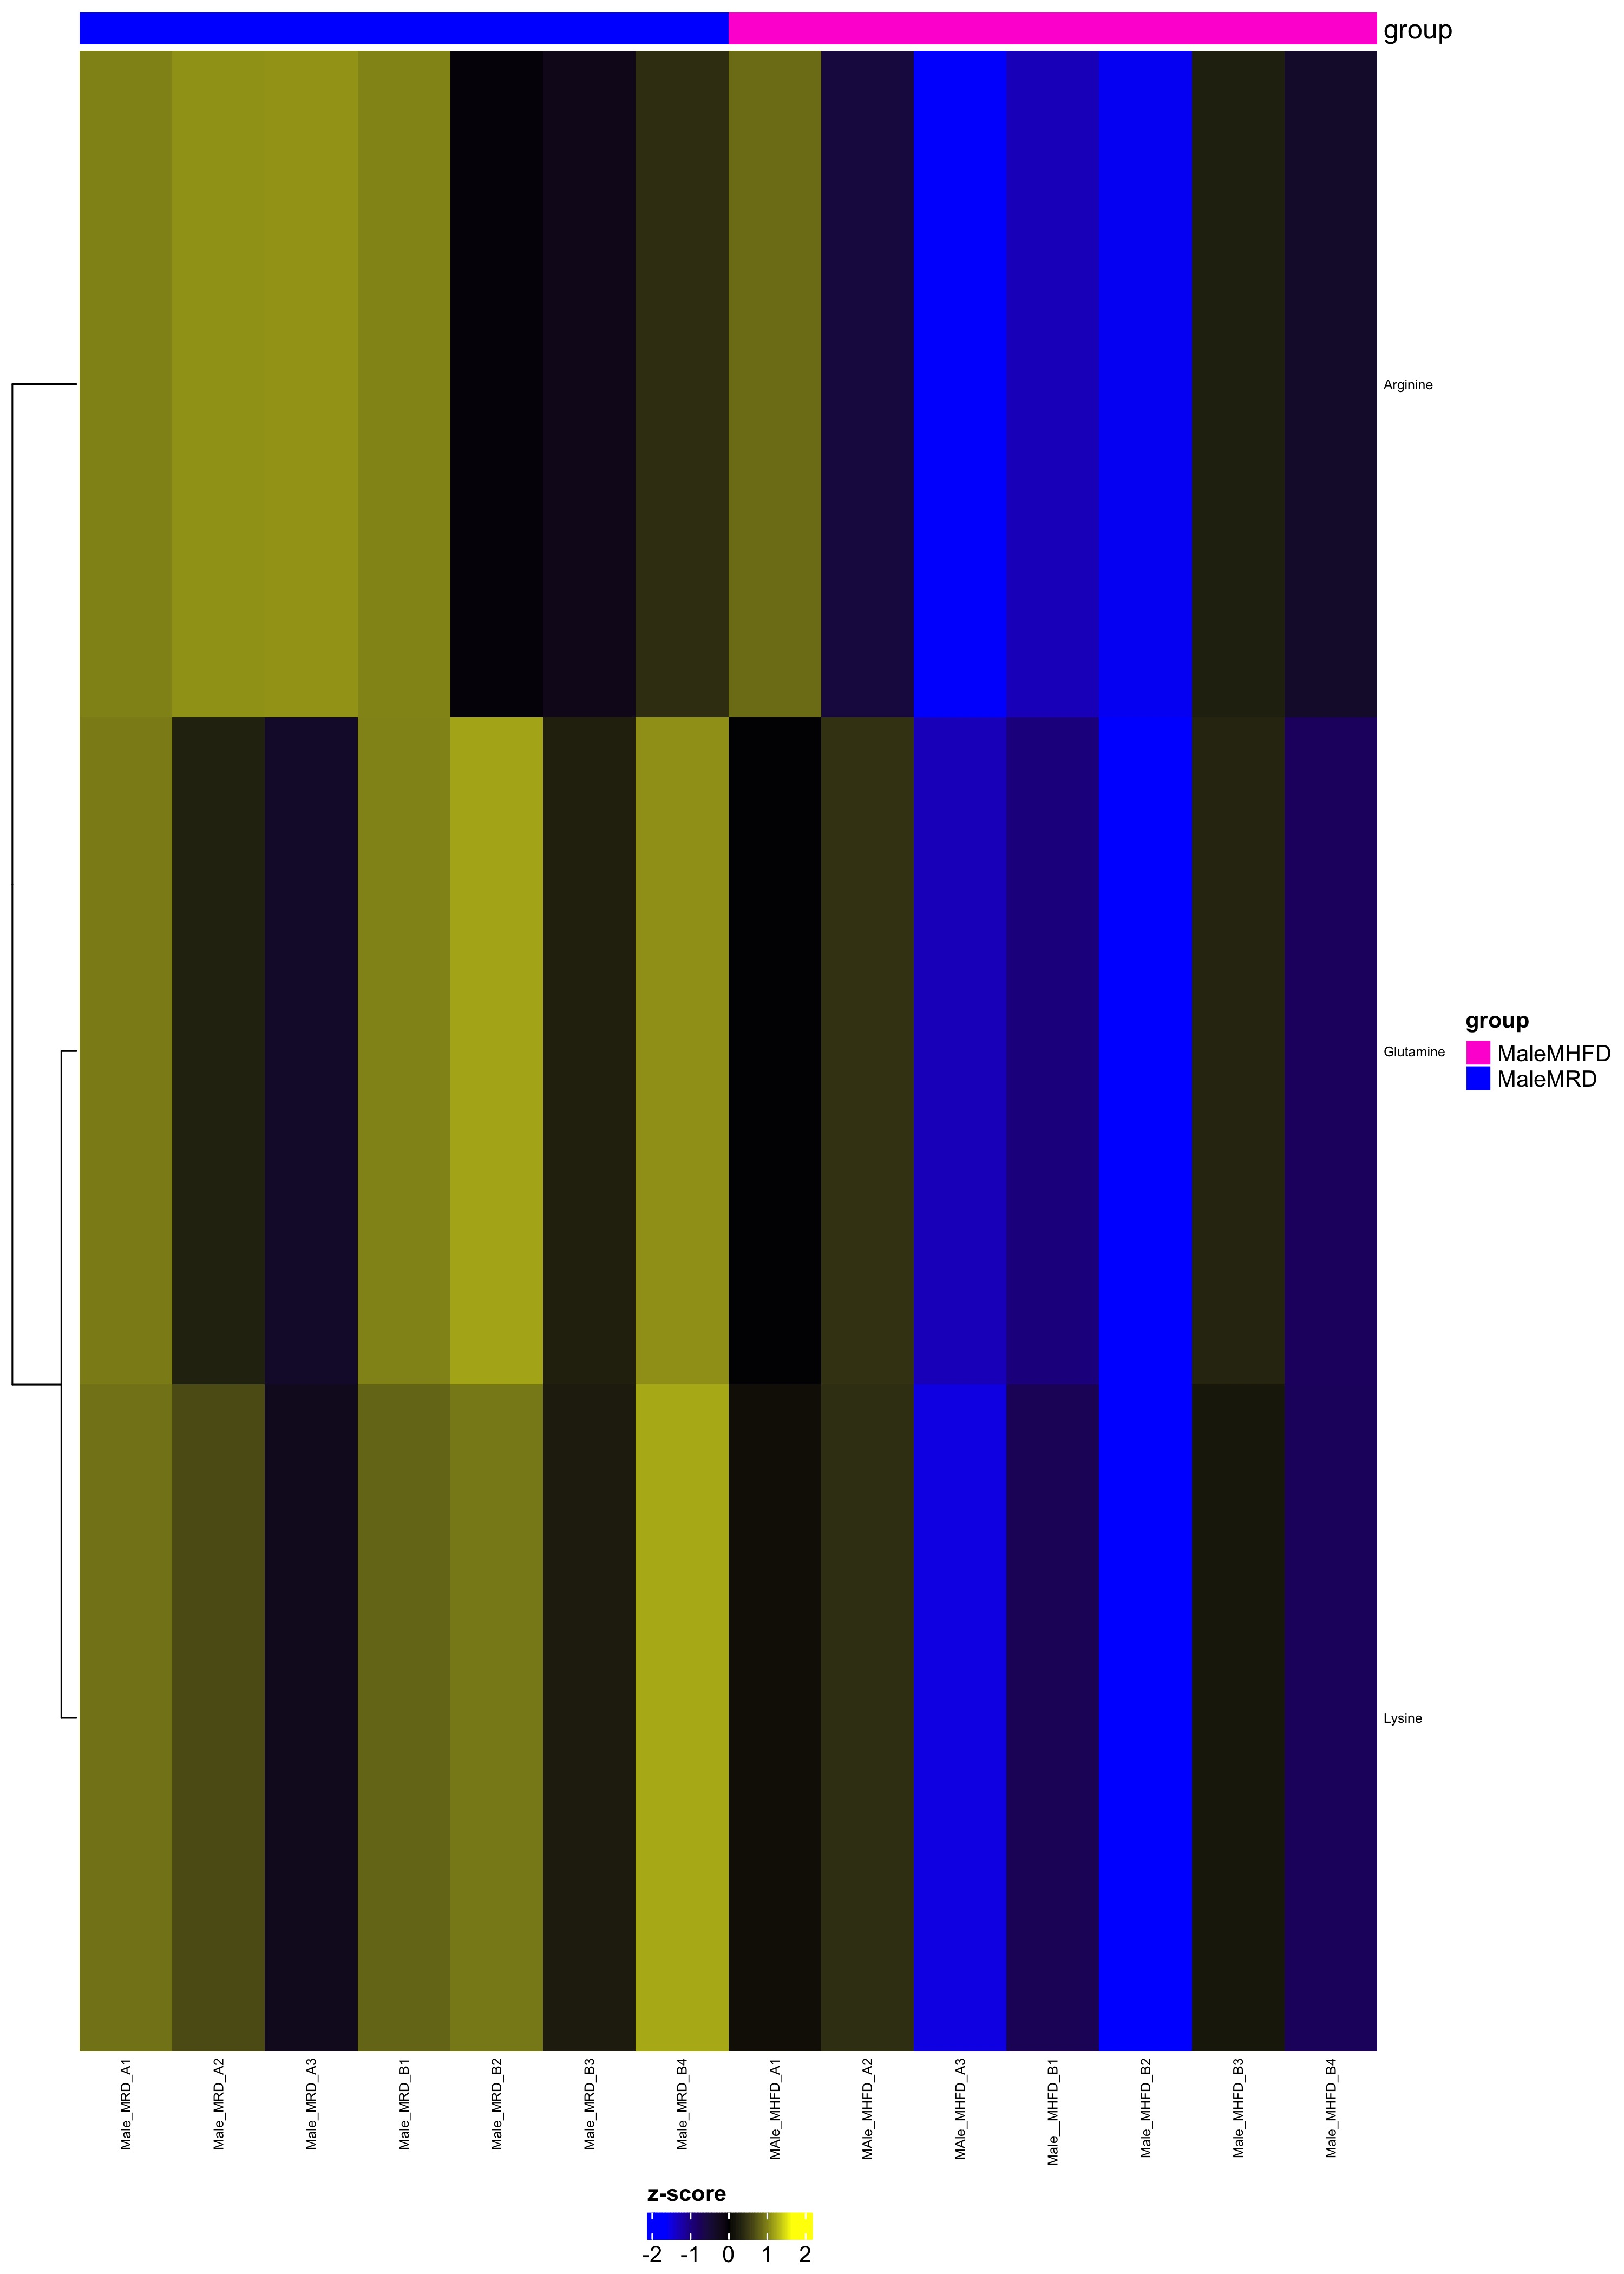 group
Arginine
Glutamine
Lysine
group
MaleMHFD
MaleMRD
Male_MRD_A1
Male_MRD_A2
Male_MRD_A3
Male_MRD_B1
Male_MRD_B2
Male_MRD_B3
Male_MRD_B4
MAle_MHFD_A1
MAle_MHFD_A2
MAle_MHFD_A3
Male__MHFD_B1
Male_MHFD_B2
Male_MHFD_B3
Male_MHFD_B4
z-score
-2 -1 0 1 2